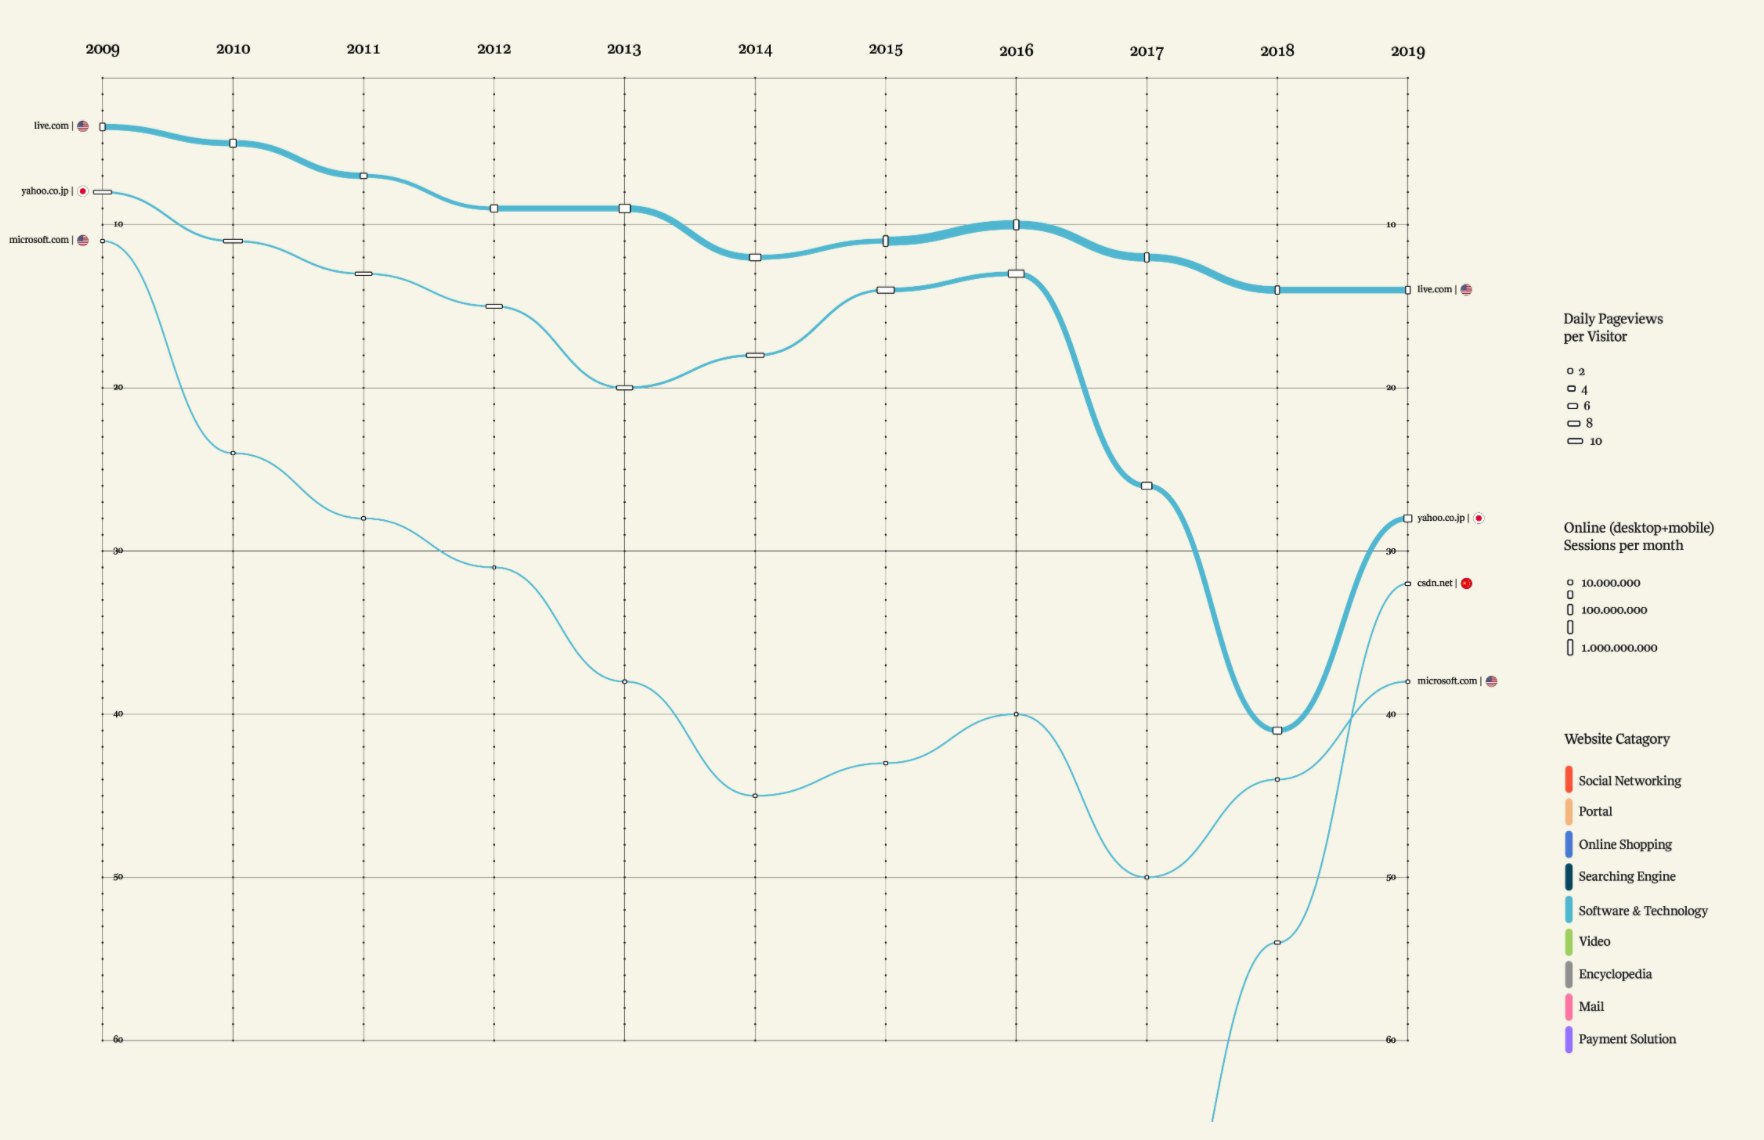 2009 2010 2011 2012 2013 2014 2015 2016 2017 2018 2019
live.com |
yahoo.co.jp |
microsoft.com |
10
20
30
40
50
60
10
20
30
40
50
60
live.com |
yahoo.co.jp |
csdn.net |
microsoft.com |
Daily Pageviews
per Visitor
2
4
6
8
10
Online (desktop+mobile)
Sessions per month
10.000.000
100.000.000
1.000.000.000
Website Catagory
Social Networking
Portal
Online Shopping
Searching Engine
Software & Technology
Video
Encyclopedia
Mail
Payment Solution